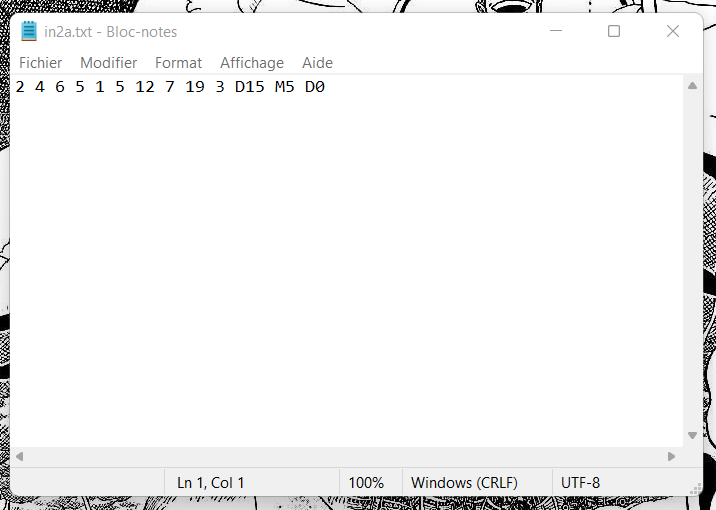 in2a.txt - Bloc-notes
Fichier Modifier Format Affichage Aide
2 4 6 5 1 5 12 7 19 3 D15 M5 D0
Ln 1, Col 1 100% Windows (CRLF) UTF-8